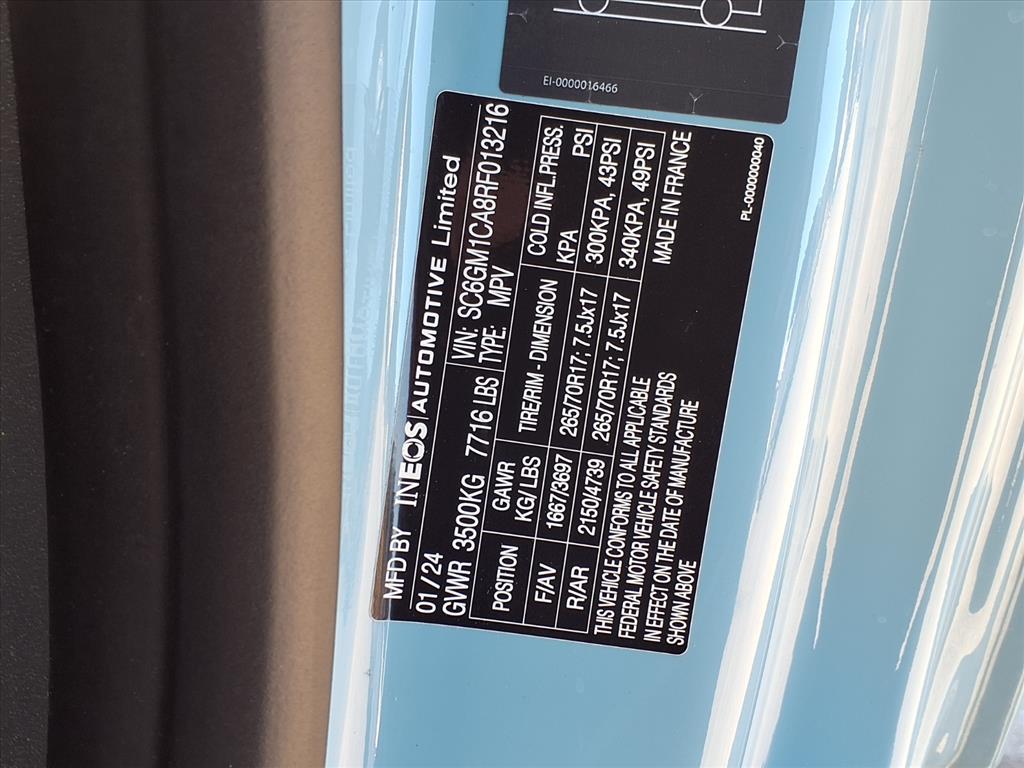 EI-0000016466
MFD BY INEOS AUTOMOTIVE Limited
01/24 VIN: SC6GM1CA8RF013216
GVWR 3500KG 7716 LBS TYPE: MPV
POSITION GAWR KG/LBS TIRE/RIM - DIMENSION COLD INFL.PRESS. KPA PSI
F/AV 1667/3697 265/70R17; 7.5Jx17 300KPA, 43PSI
R/AR 2150/4739 265/70R17; 7.5Jx17 340KPA, 49PSI
THIS VEHICLE CONFORMS TO ALL APPLICABLE MADE IN FRANCE
FEDERAL MOTOR VEHICLE SAFETY STANDARDS
IN EFFECT ON THE DATE OF MANUFACTURE
SHOWN ABOVE
PL-0000000040